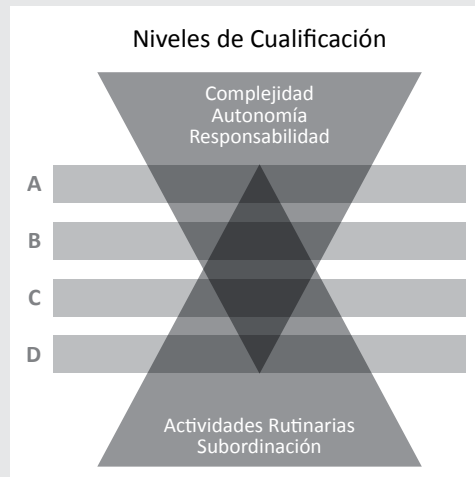 Niveles de Cualificación
Complejidad
Autonomía
Responsabilidad
A
B
C
D
Actividades Rutinarias
Subordinación